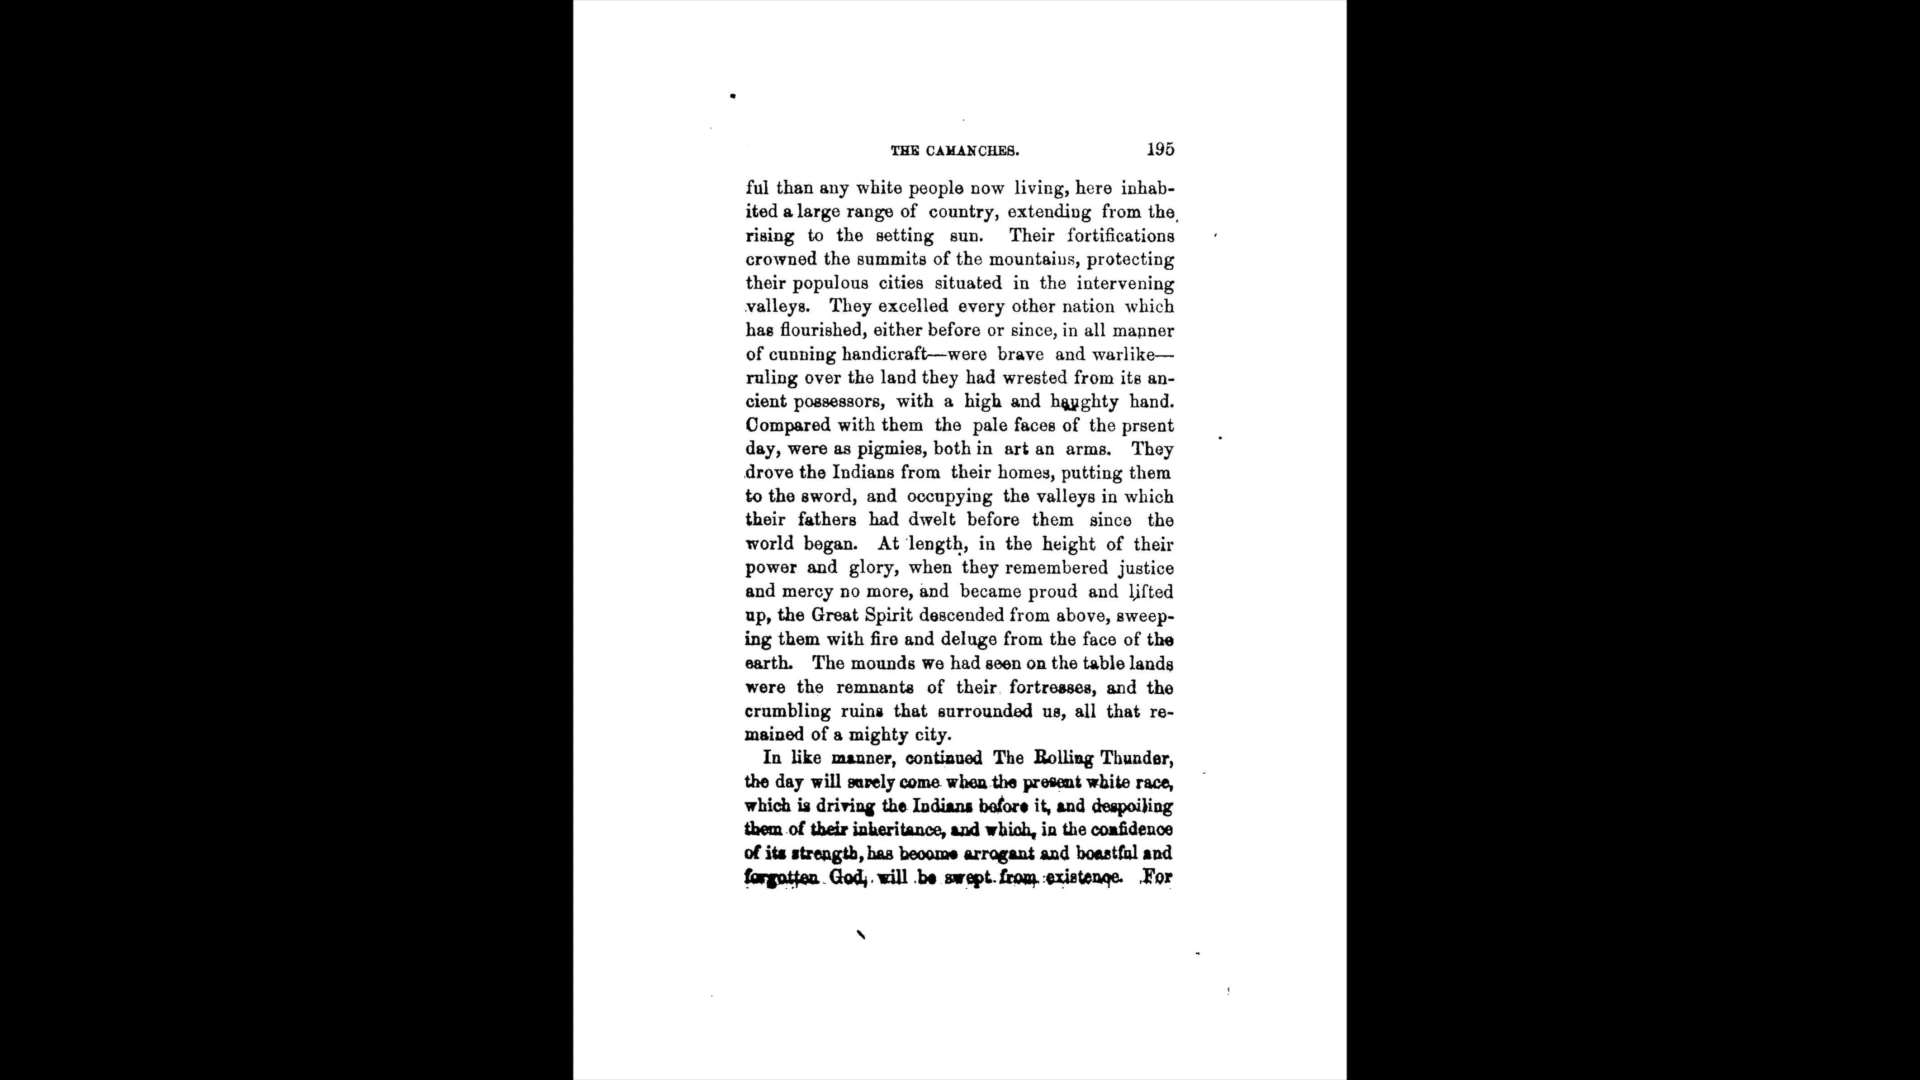 THE CAMANCHES. 195
ful than any white people now living, here inhab-
ited a large range of country, extending from the
rising to the setting sun. Their fortifications
crowned the summits of the mountains, protecting
their populous cities situated in the intervening
valleys. They excelled every other nation which
has flourished, either before or since, in all manner
of cunning handicraft—were brave and warlike—
ruling over the land they had wrested from its an-
cient possessors, with a high and haughty hand.
Compared with them the pale faces of the prsent
day, were as pigmies, both in art an arms. They
drove the Indians from their homes, putting them
to the sword, and occupying the valleys in which
their fathers had dwelt before them since the
world began. At length, in the height of their
power and glory, when they remembered justice
and mercy no more, and became proud and lifted
up, the Great Spirit descended from above, sweep-
ing them with fire and deluge from the face of the
earth. The mounds we had seen on the table lands
were the remnants of their fortresses, and the
crumbling ruins that surrounded us, all that re-
mained of a mighty city.
In like manner, continued The Rolling Thunder,
the day will surely come when the present white race,
which is driving the Indians before it, and despoiling
them of their inheritance, and which, in the confidence
of its strength, has become arrogant and boastful and
forgotten God, will be swept from existence. For